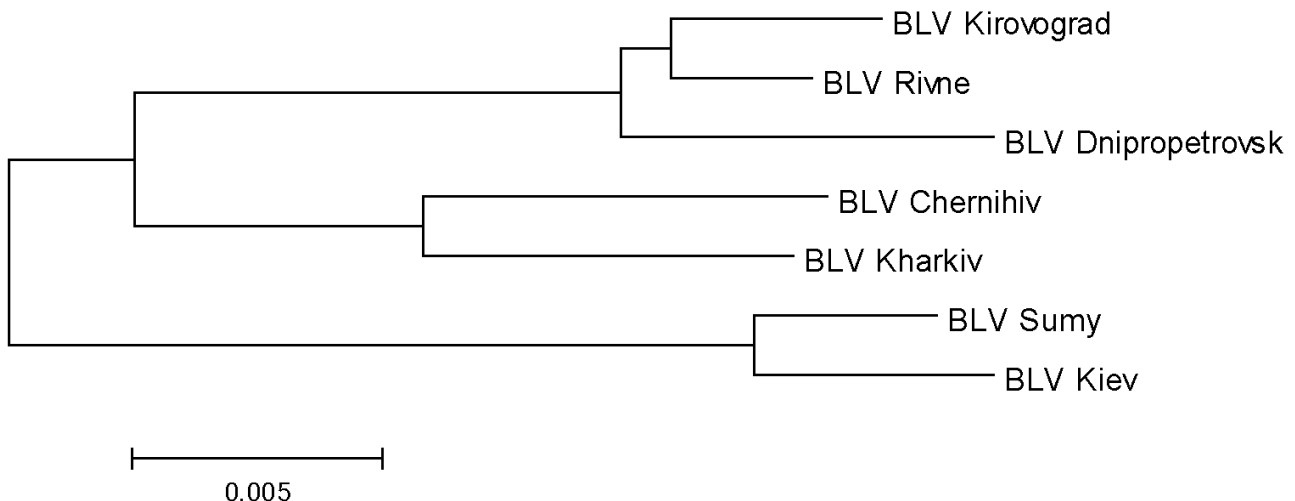 BLV Kirovograd
BLV Rivne
BLV Dnipropetrovsk
BLV Chernihiv
BLV Kharkiv
BLV Sumy
BLV Kiev
0.005